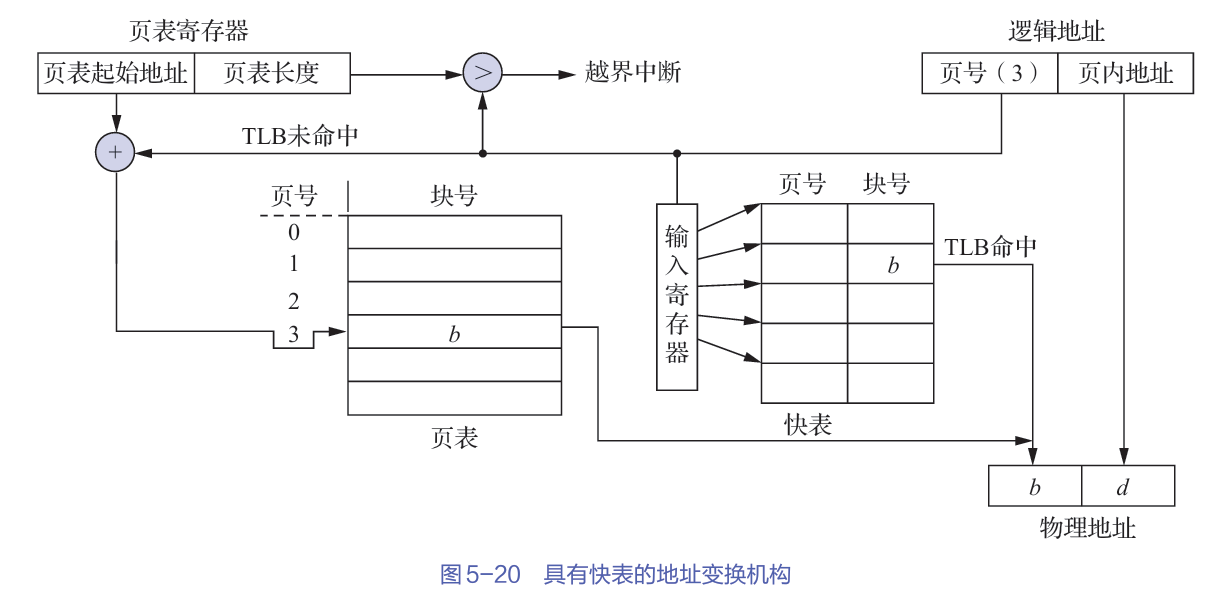 页表寄存器
逻辑地址
页表起始地址 页表长度
>
越界中断
页号（3） 页内地址
+
TLB未命中
页号 块号
0
1
2
3 b
页表
输入寄存器
页号 块号
b
TLB命中
快表
b d
物理地址
图5-20 具有快表的地址变换机构